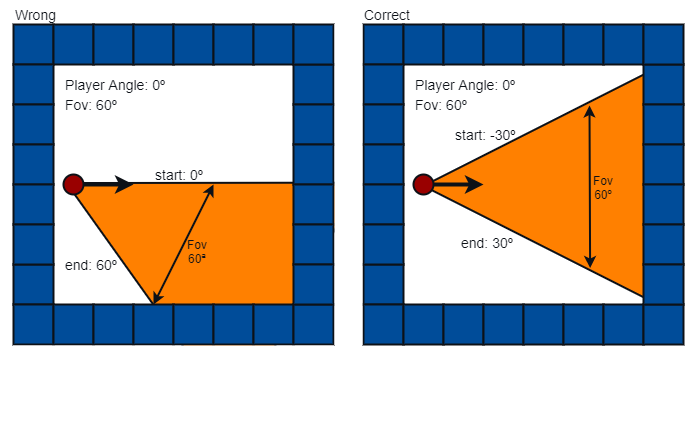 Wrong
Player Angle: 0º
Fov: 60º
start: 0º
Fov
60º
end: 60º
Correct
Player Angle: 0º
Fov: 60º
start: -30º
Fov
60º
end: 30º